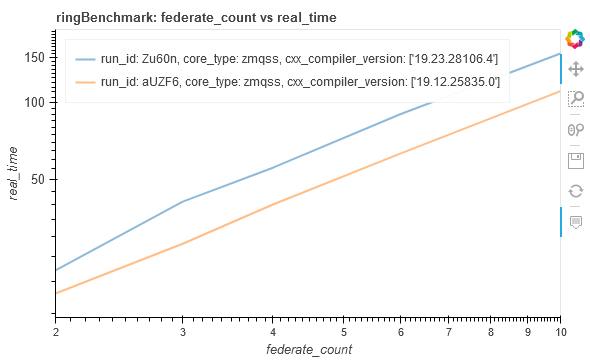 ringBenchmark: federate_count vs real_time
run_id: Zu60n, core_type: zmqss, cxx_compiler_version: ['19.23.28106.4']
run_id: aUZF6, core_type: zmqss, cxx_compiler_version: ['19.12.25835.0']
150
100
50
real_time
2 3 4 5 6 7 8 9 10
federate_count